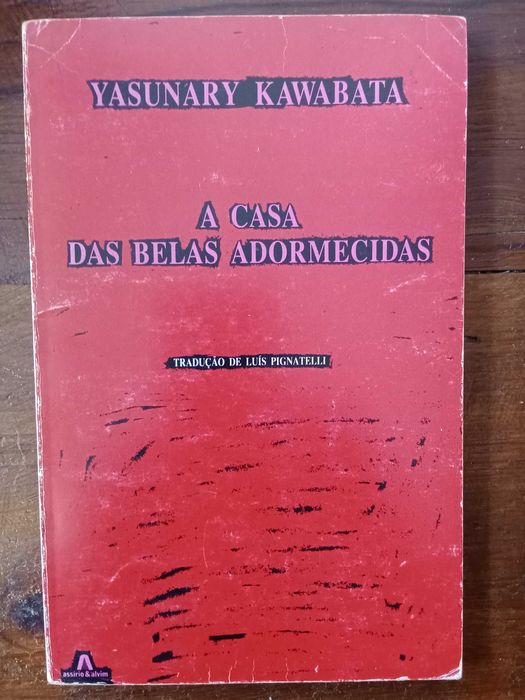 YASUNARY KAWABATA
A CASA
DAS BELAS ADORMECIDAS
TRADUÇÃO DE LUÍS PIGNATELLI
assírio & alvim